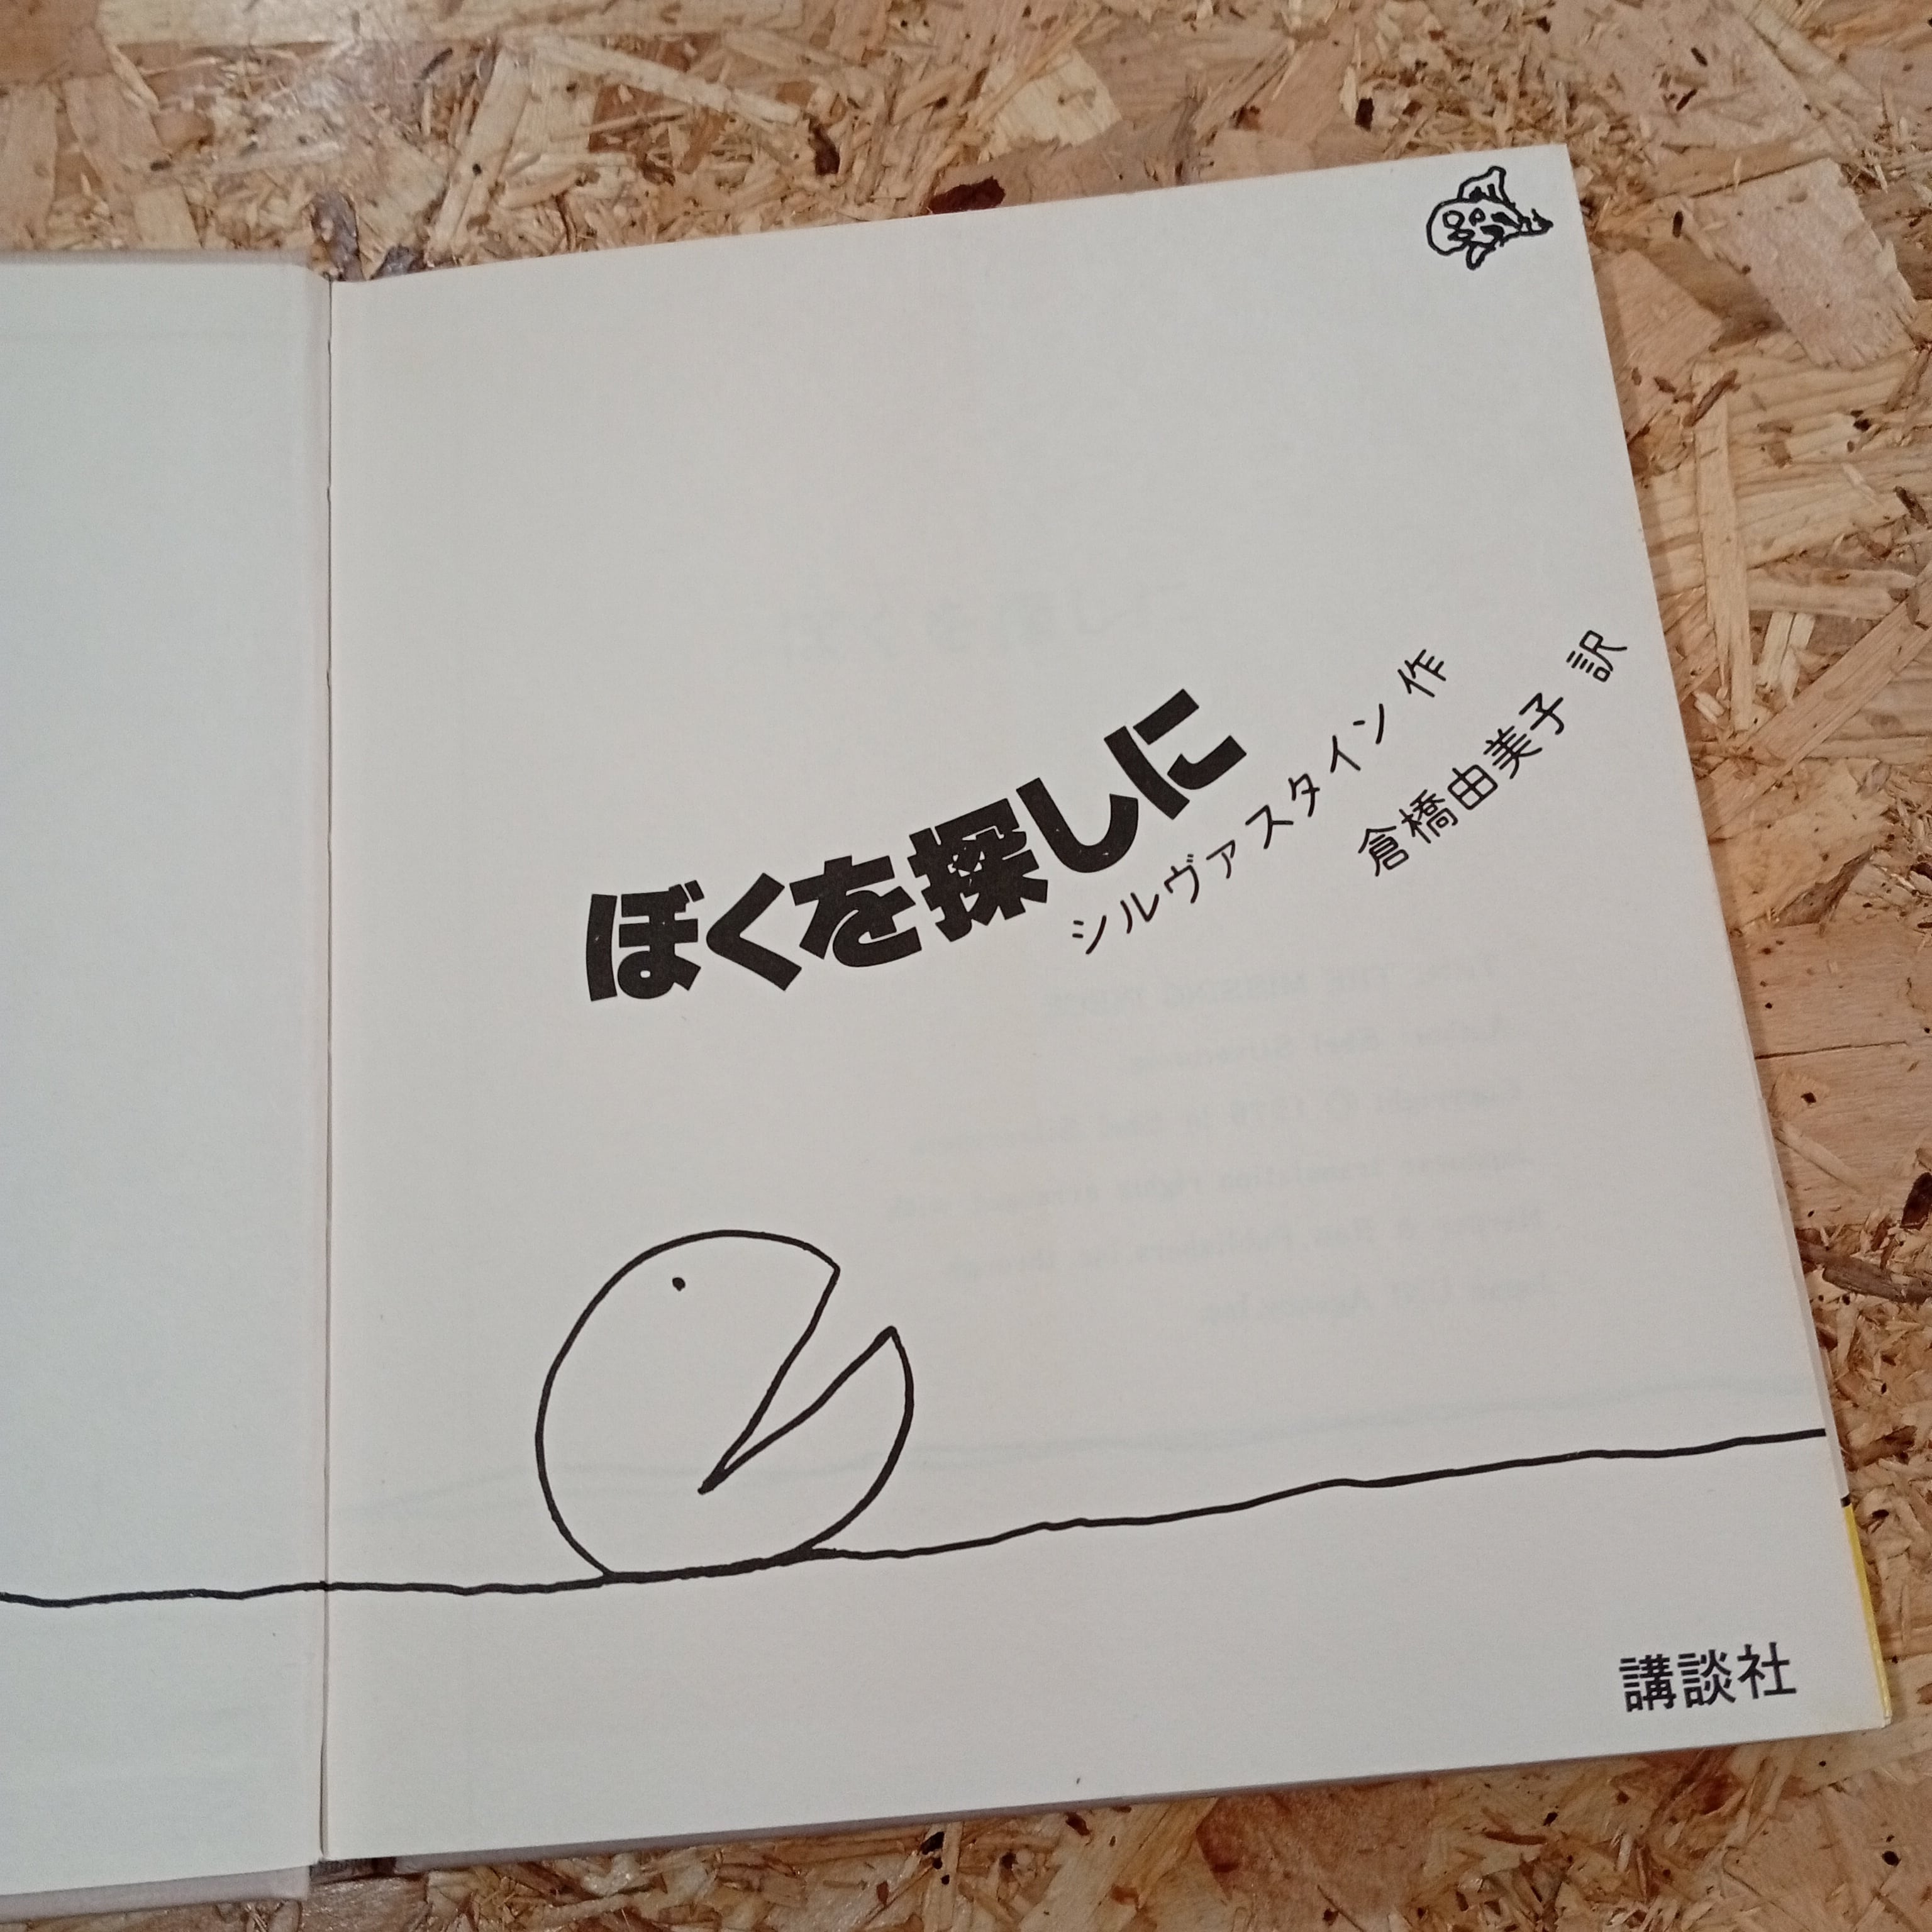 ぼくを探しに
シルヴァスタイン 作
倉橋由美子 訳
講談社